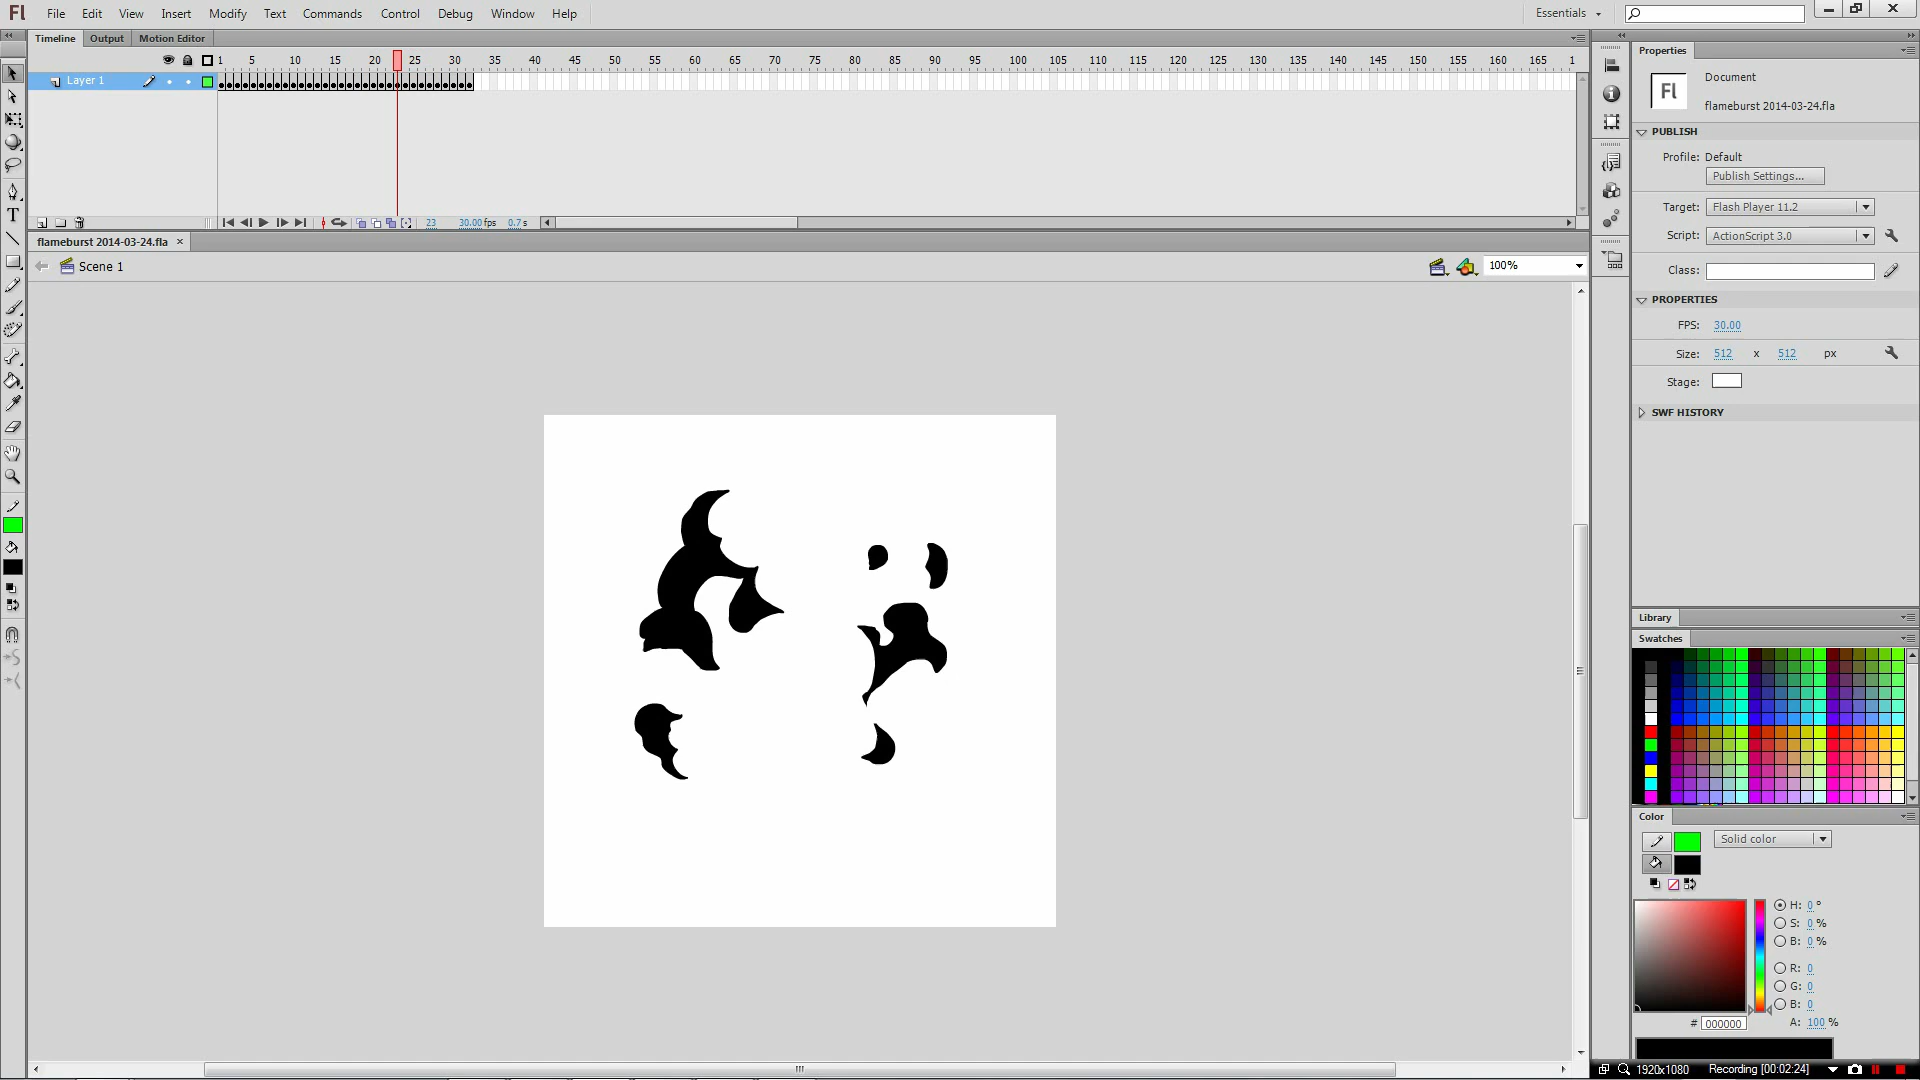 Fl File Edit View Insert Modify Text Commands Control Debug Window Help Essentials
Timeline Output Motion Editor
1 5 10 15 20 25 30 35 40 45 50 55 60 65 70 75 80 85 90 95 100 105 110 115 120 125 130 135 140 145 150 155 160 165 1
Layer 1
23 30.00 fps 0.7 s
flameburst 2014-03-24.fla
Scene 1
100%
Properties
Fl
Document
flameburst 2014-03-24.fla
PUBLISH
Profile: Default
Publish Settings...
Target: Flash Player 11.2
Script: ActionScript 3.0
Class:
PROPERTIES
FPS: 30.00
Size: 512 x 512 px
Stage:
SWF HISTORY
Library
Swatches
Color
Solid color
H: 0 °
S: 0 %
B: 0 %
R: 0
G: 0
B: 0
# 000000 A: 100 %
1920x1080 Recording [00:02:24]